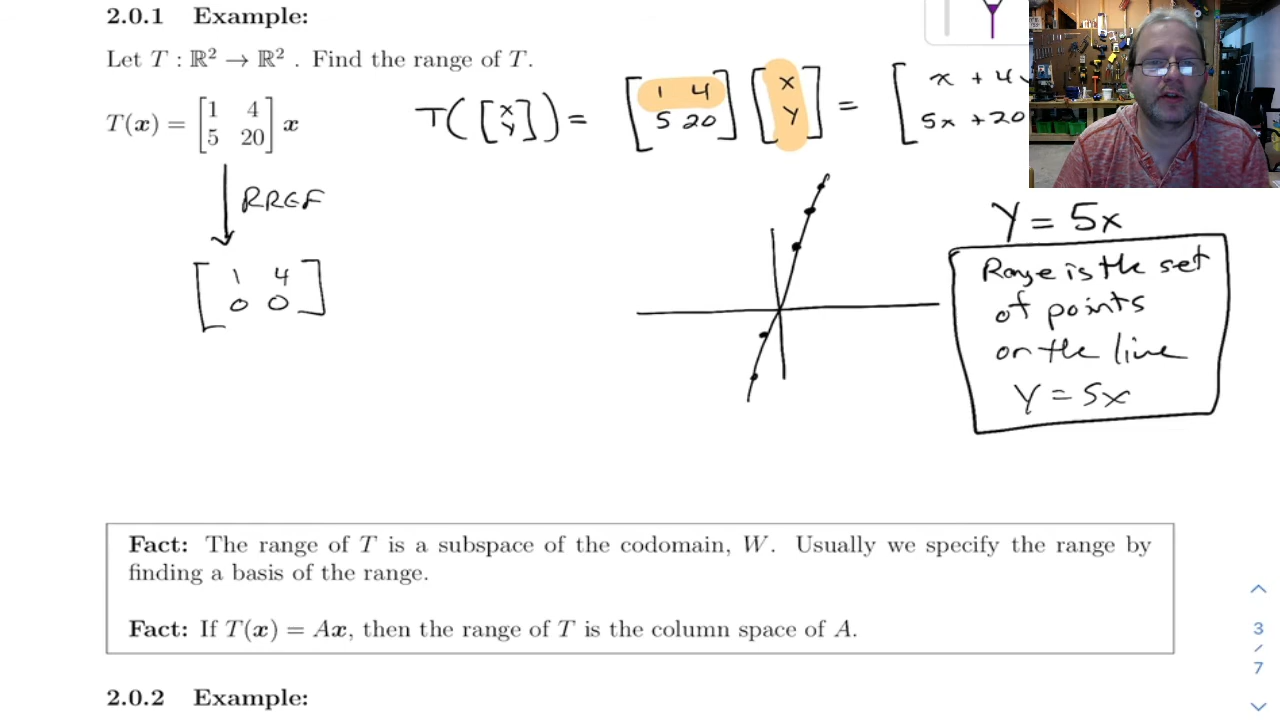 2.0.1 Example:
Let T : ℝ² → ℝ² . Find the range of T.
T(x) = [1 4; 5 20] x
T([x y]) = [1 4; 5 20] [x y] = [x + 4y
5x + 20
RREF
[1 4; 0 0]
y = 5x
Range is the set
of points
on the line
y = 5x
Fact: The range of T is a subspace of the codomain, W. Usually we specify the range by
finding a basis of the range.
Fact: If T(x) = Ax, then the range of T is the column space of A.
2.0.2 Example:
3
/
7